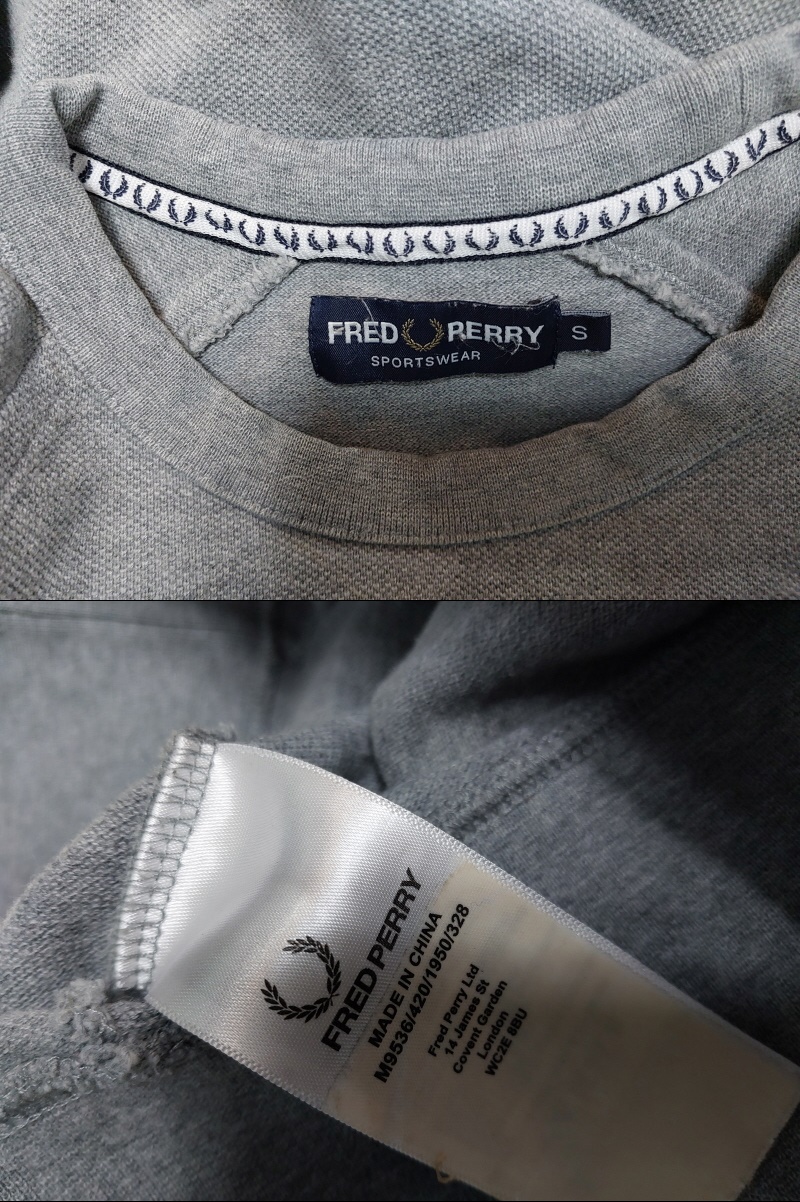 FRED PERRY
SPORTSWEAR
S
FRED PERRY
MADE IN CHINA
M9536/420/1950/328
Fred Perry Ltd
14 James St
Covent Garden
London
WC2E 8BU